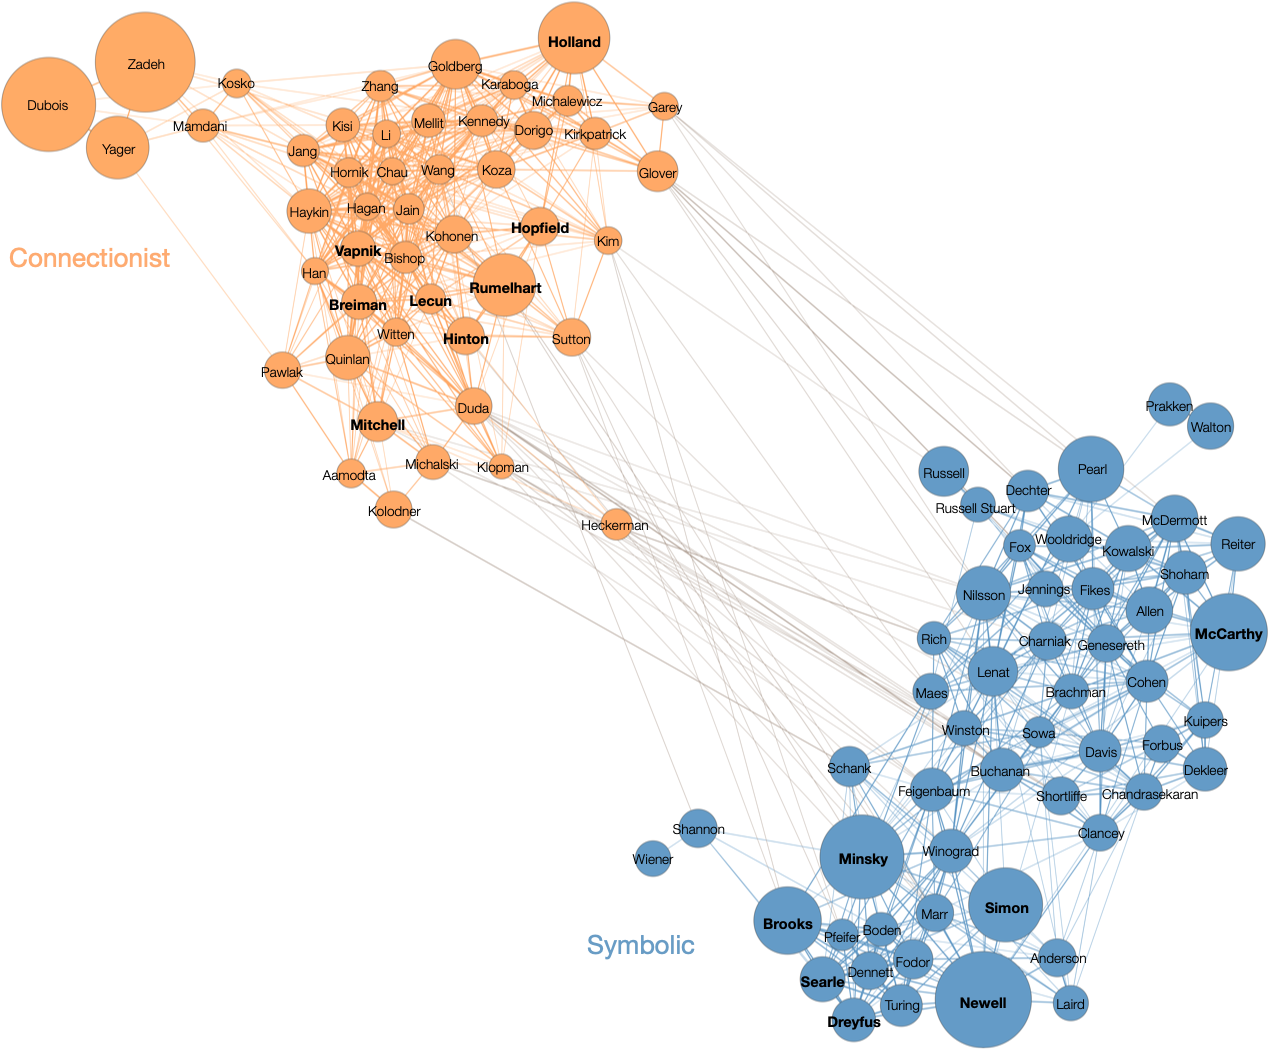 Holland
Zadeh
Goldberg
Kosko
Zhang
Karaboga
Dubois
Michalewicz
Garey
Mamdani
Kisi
Li
Mellit
Kennedy
Dorigo
Kirkpatrick
Yager
Jang
Hornik
Chau
Wang
Koza
Glover
Haykin
Hagan
Jain
Hopfield
Kohonen
Kim
Connectionist
Vapnik
Bishop
Han
Rumelhart
Breiman
Lecun
Witten
Hinton
Sutton
Quinlan
Pawlak
Duda
Mitchell
Michalski
Klopman
Aamodta
Kolodner
Heckerman
Prakken
Walton
Russell
Pearl
Dechter
Russell Stuart
McDermott
Fox
Wooldridge
Kowalski
Reiter
Shoham
Nilsson
Jennings
Fikes
Allen
McCarthy
Rich
Charniak
Genesereth
Lenat
Cohen
Maes
Brachman
Winston
Sowa
Kuipers
Davis
Forbus
Schank
Buchanan
Dekleer
Feigenbaum
Shortliffe
Chandrasekaran
Shannon
Clancey
Wiener
Minsky
Winograd
Simon
Brooks
Marr
Pfeifer
Boden
Symbolic
Anderson
Fodor
Dennett
Searle
Newell
Turing
Laird
Dreyfus